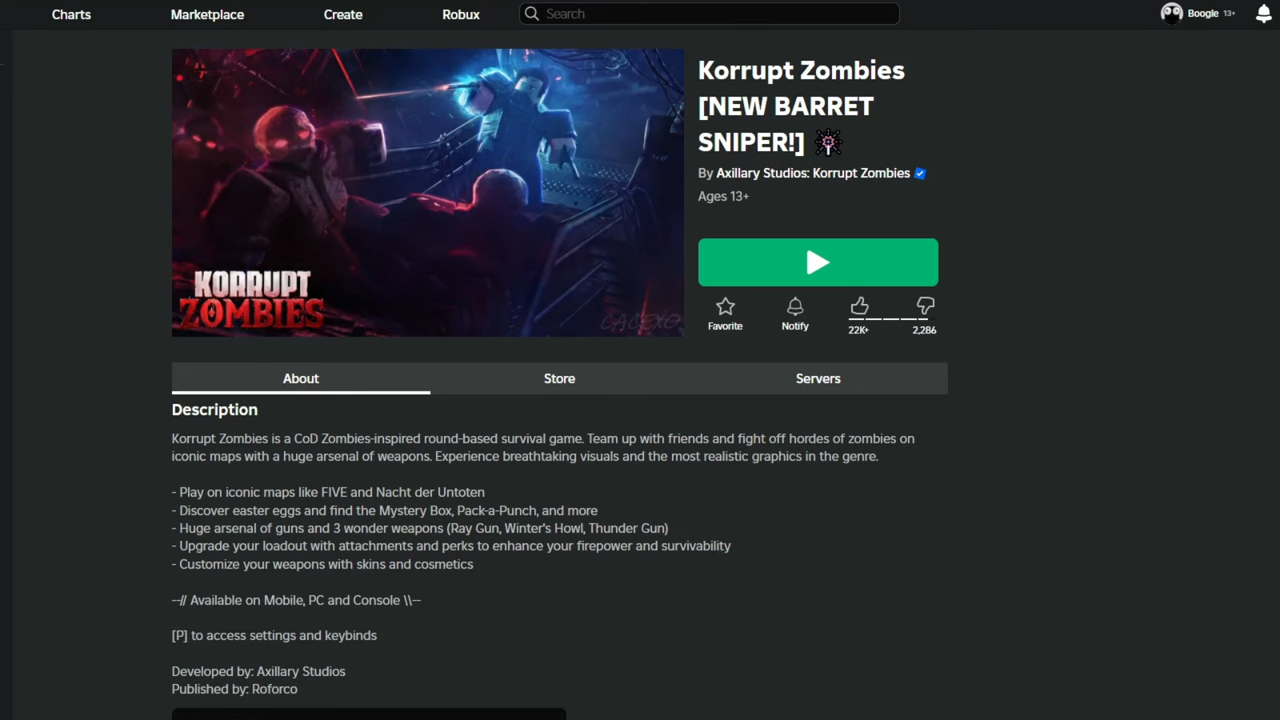 Charts Marketplace Create Robux Search Boogle 13+
Korrupt Zombies
[NEW BARRET
SNIPER!]
By Axillary Studios: Korrupt Zombies
Ages 13+
KORRUPT
ZOMBIES
CACEXO
Favorite Notify 22K+ 2,286
About Store Servers
Description
Korrupt Zombies is a CoD Zombies-inspired round-based survival game. Team up with friends and fight off hordes of zombies on
iconic maps with a huge arsenal of weapons. Experience breathtaking visuals and the most realistic graphics in the genre.
- Play on iconic maps like FIVE and Nacht der Untoten
- Discover easter eggs and find the Mystery Box, Pack-a-Punch, and more
- Huge arsenal of guns and 3 wonder weapons (Ray Gun, Winter's Howl, Thunder Gun)
- Upgrade your loadout with attachments and perks to enhance your firepower and survivability
- Customize your weapons with skins and cosmetics
--// Available on Mobile, PC and Console \\--
[P] to access settings and keybinds
Developed by: Axillary Studios
Published by: Roforco